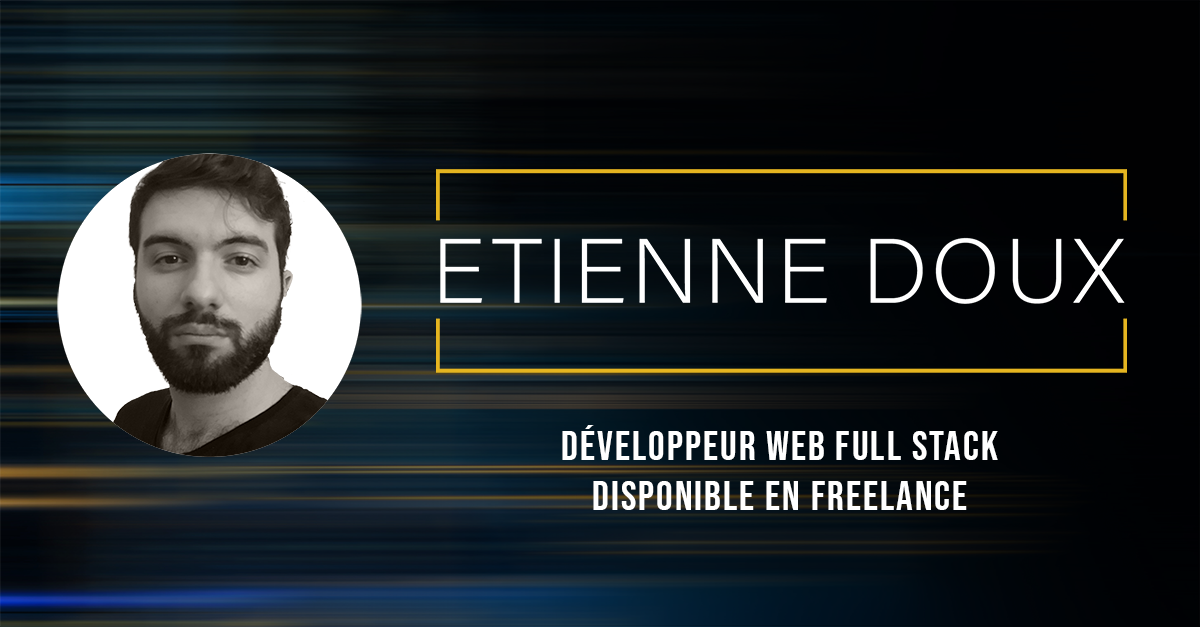 ETIENNE DOUX
DÉVELOPPEUR WEB FULL STACK
DISPONIBLE EN FREELANCE